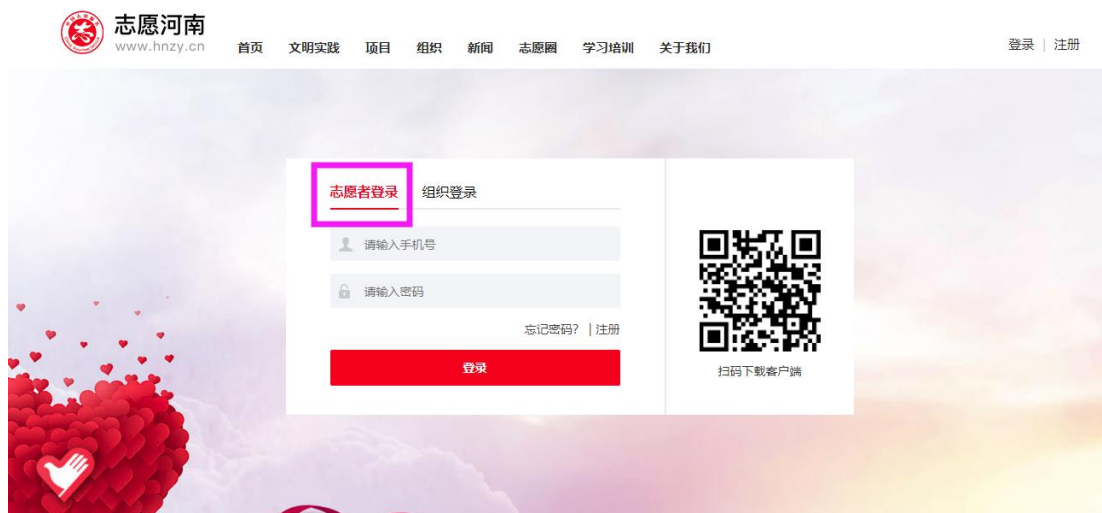 志愿河南
www.hnzy.cn
首页 文明实践 项目 组织 新闻 志愿圈 学习培训 关于我们
登录 | 注册
志愿者登录 组织登录
请输入手机号
请输入密码
忘记密码? | 注册
登录
扫码下载客户端